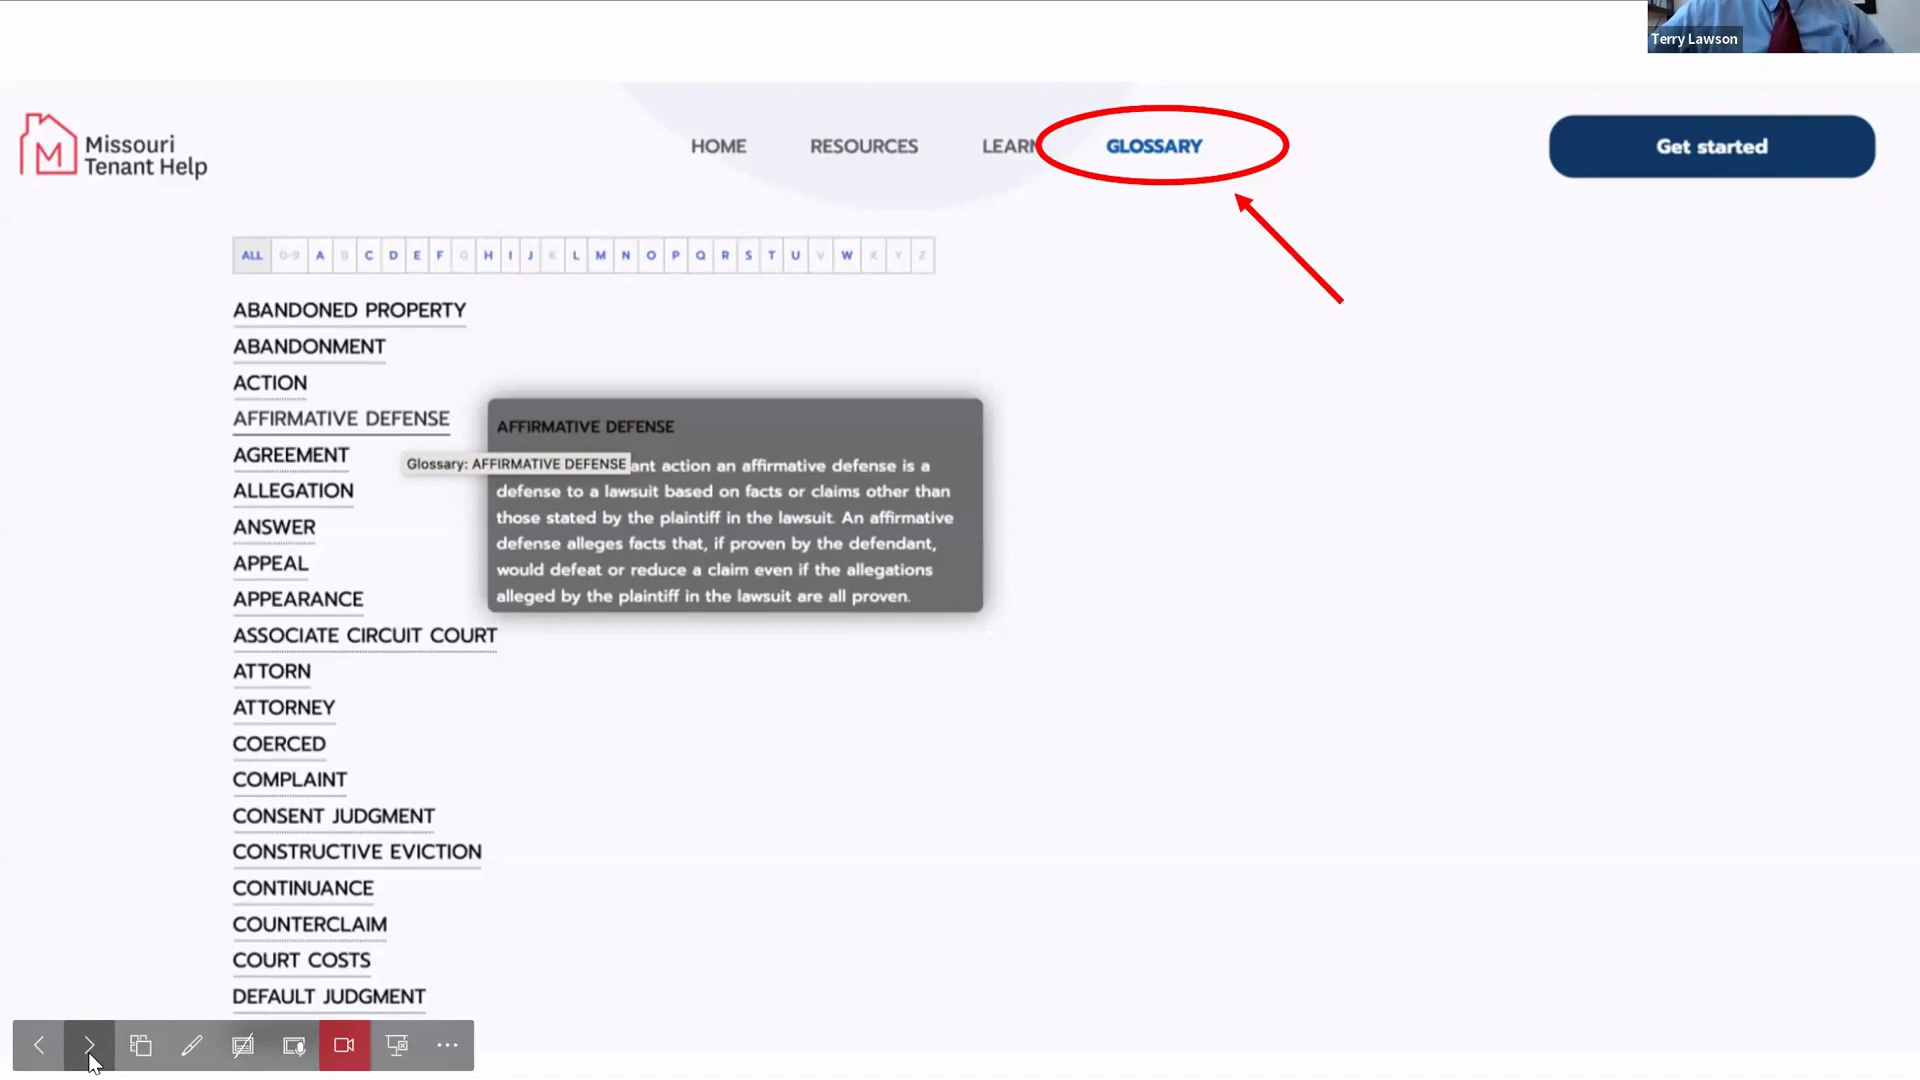 Terry Lawson
Missouri
Tenant Help
HOME RESOURCES LEARN GLOSSARY
Get started
ALL 0-9 A B C D E F G H I J K L M N O P Q R S T U V W X Y Z
ABANDONED PROPERTY
ABANDONMENT
ACTION
AFFIRMATIVE DEFENSE
AGREEMENT
ALLEGATION
ANSWER
APPEAL
APPEARANCE
ASSOCIATE CIRCUIT COURT
ATTORN
ATTORNEY
COERCED
COMPLAINT
CONSENT JUDGMENT
CONSTRUCTIVE EVICTION
CONTINUANCE
COUNTERCLAIM
COURT COSTS
DEFAULT JUDGMENT
AFFIRMATIVE DEFENSE
Glossary: AFFIRMATIVE DEFENSE
action an affirmative defense is a
defense to a lawsuit based on facts or claims other than
those stated by the plaintiff in the lawsuit. An affirmative
defense alleges facts that, if proven by the defendant,
would defeat or reduce a claim even if the allegations
alleged by the plaintiff in the lawsuit are all proven.